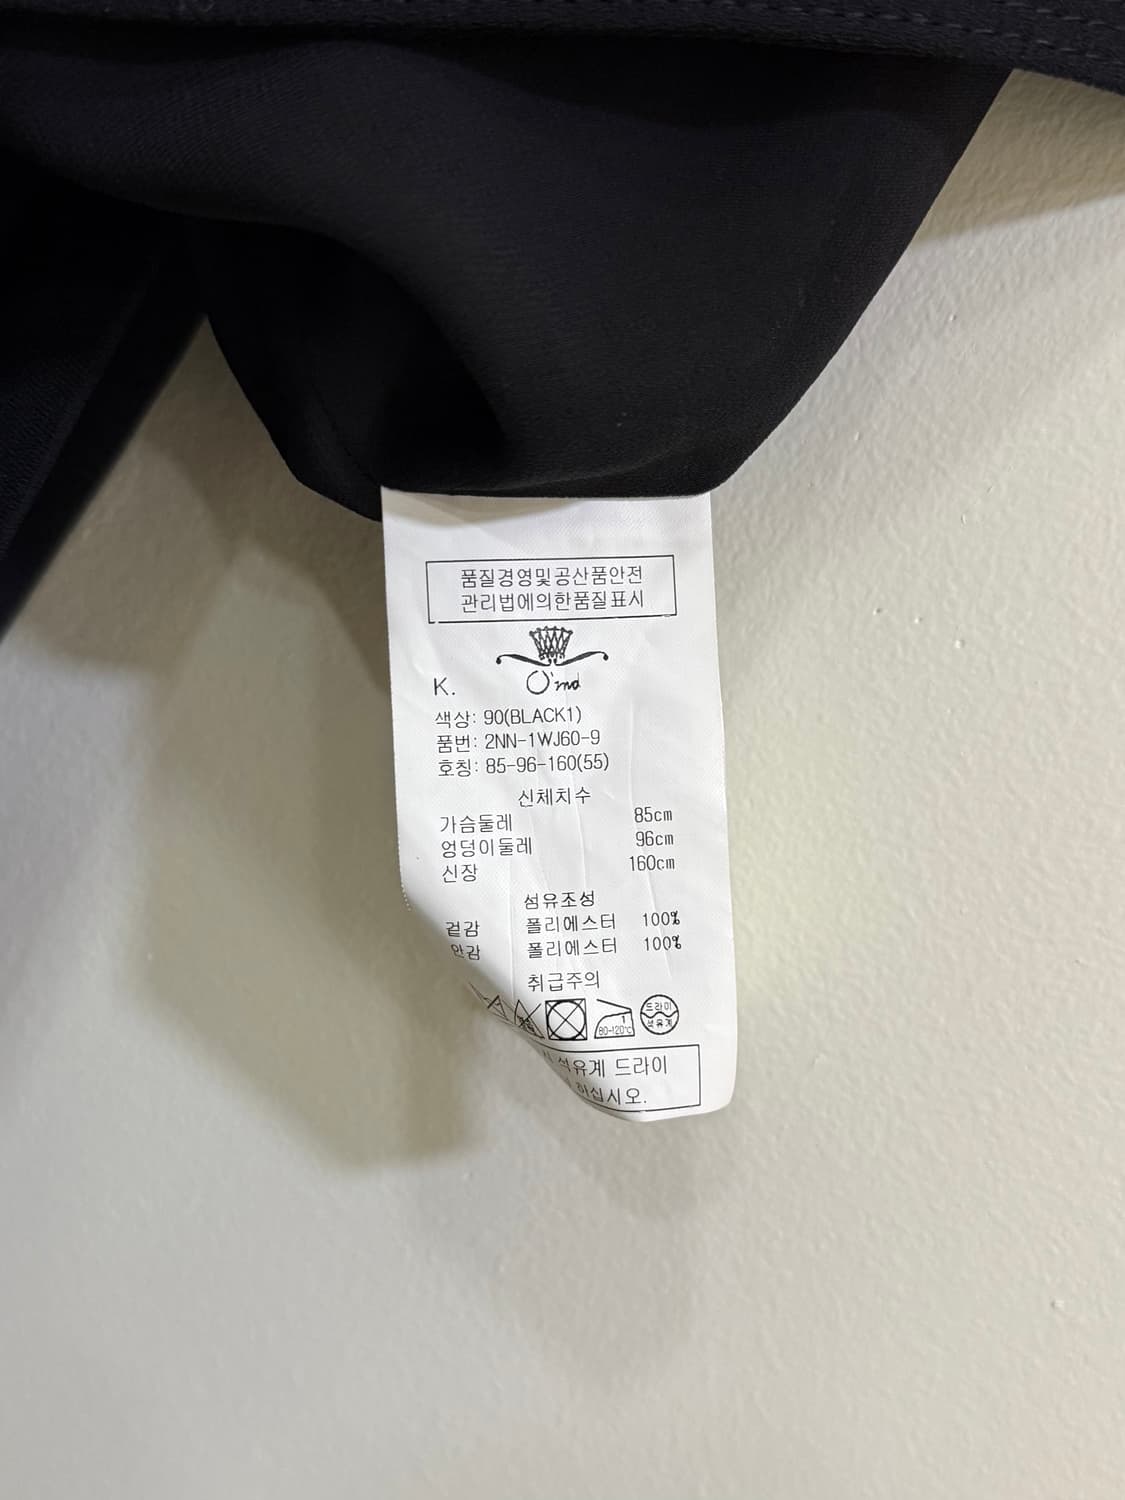 품질경영및공산품안전
관리법에의한품질표시
K.
O'2nd
색상: 90(BLACK1)
품번: 2NN-1WJ60-9
호칭: 85-96-160(55)
신체치수
가슴둘레 85cm
엉덩이둘레 96cm
신장 160cm
섬유조성
겉감 폴리에스터 100%
안감 폴리에스터 100%
취급주의
1
80-120℃
드라이
석유계
석유계 드라이
하십시오.